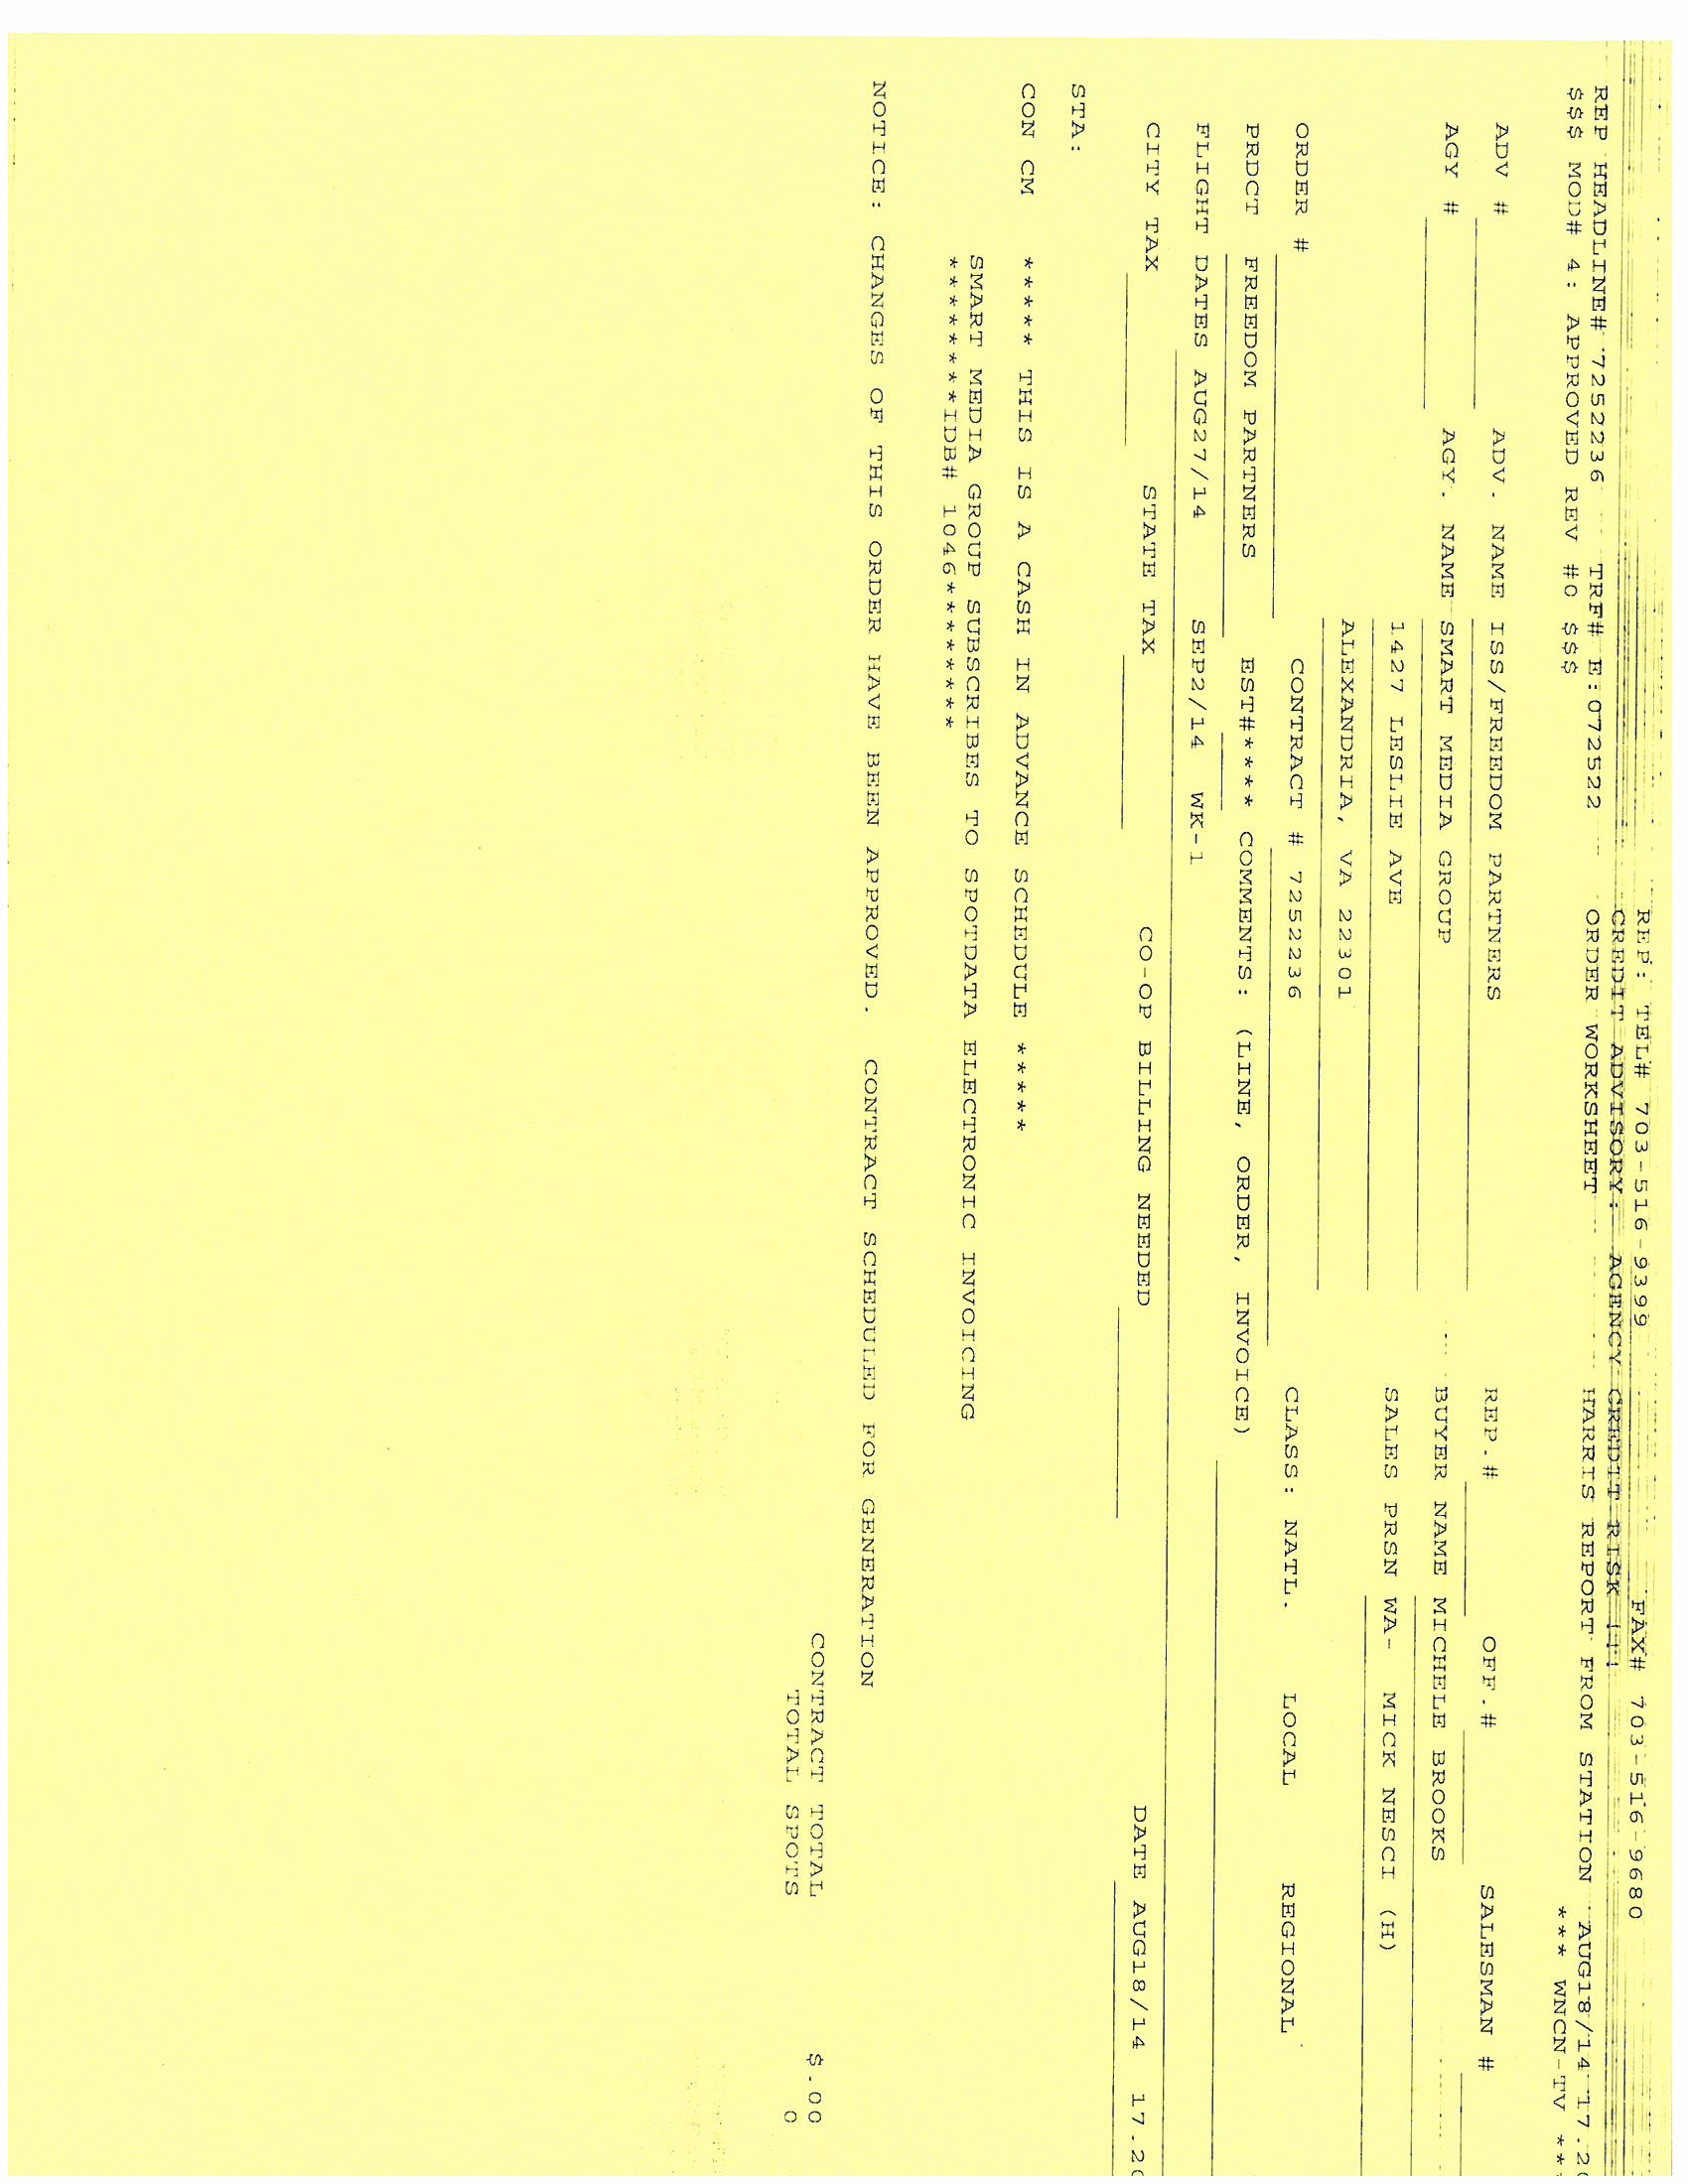 REP: TEL# 703-516-9399 FAX# 703-516-9680
CREDIT ADVISORY: AGENCY CREDIT RISK !!!
REP HEADLINE# 7252236 TRF# E:072522 ORDER WORKSHEET HARRIS REPORT FROM STATION AUG18/14 17.20
$$$ MOD# 4: APPROVED REV #0 $$$ *** WNCN-TV ***
ADV # ADV. NAME ISS/FREEDOM PARTNERS REP.# OFF.# SALESMAN #
AGY # AGY. NAME SMART MEDIA GROUP BUYER NAME MICHELE BROOKS
1427 LESLIE AVE SALES PRSN WA- MICK NESCI (H)
ALEXANDRIA, VA 22301
ORDER # CONTRACT # 7252236 CLASS: NATL. LOCAL REGIONAL
PRDCT FREEDOM PARTNERS EST#**** COMMENTS: (LINE, ORDER, INVOICE)
FLIGHT DATES AUG27/14 SEP2/14 WK-1
CITY TAX STATE TAX CO-OP BILLING NEEDED DATE AUG18/14 17.20
STA:
CON CM ***** THIS IS A CASH IN ADVANCE SCHEDULE *****
SMART MEDIA GROUP SUBSCRIBES TO SPOTDATA ELECTRONIC INVOICING
********IDB# 1046********
NOTICE: CHANGES OF THIS ORDER HAVE BEEN APPROVED. CONTRACT SCHEDULED FOR GENERATION
CONTRACT TOTAL $.00
TOTAL SPOTS 0